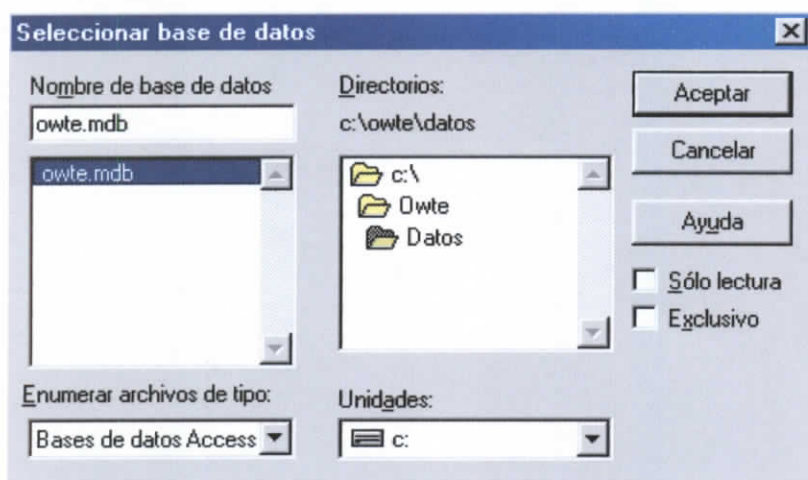 Seleccionar base de datos
Nombre de base de datos
owte.mdb
owte.mdb
Enumerar archivos de tipo:
Bases de datos Access
Directorios:
c:\owte\datos
c:\
Owte
Datos
Unidades:
c:
Aceptar
Cancelar
Ayuda
Sólo lectura
Exclusivo